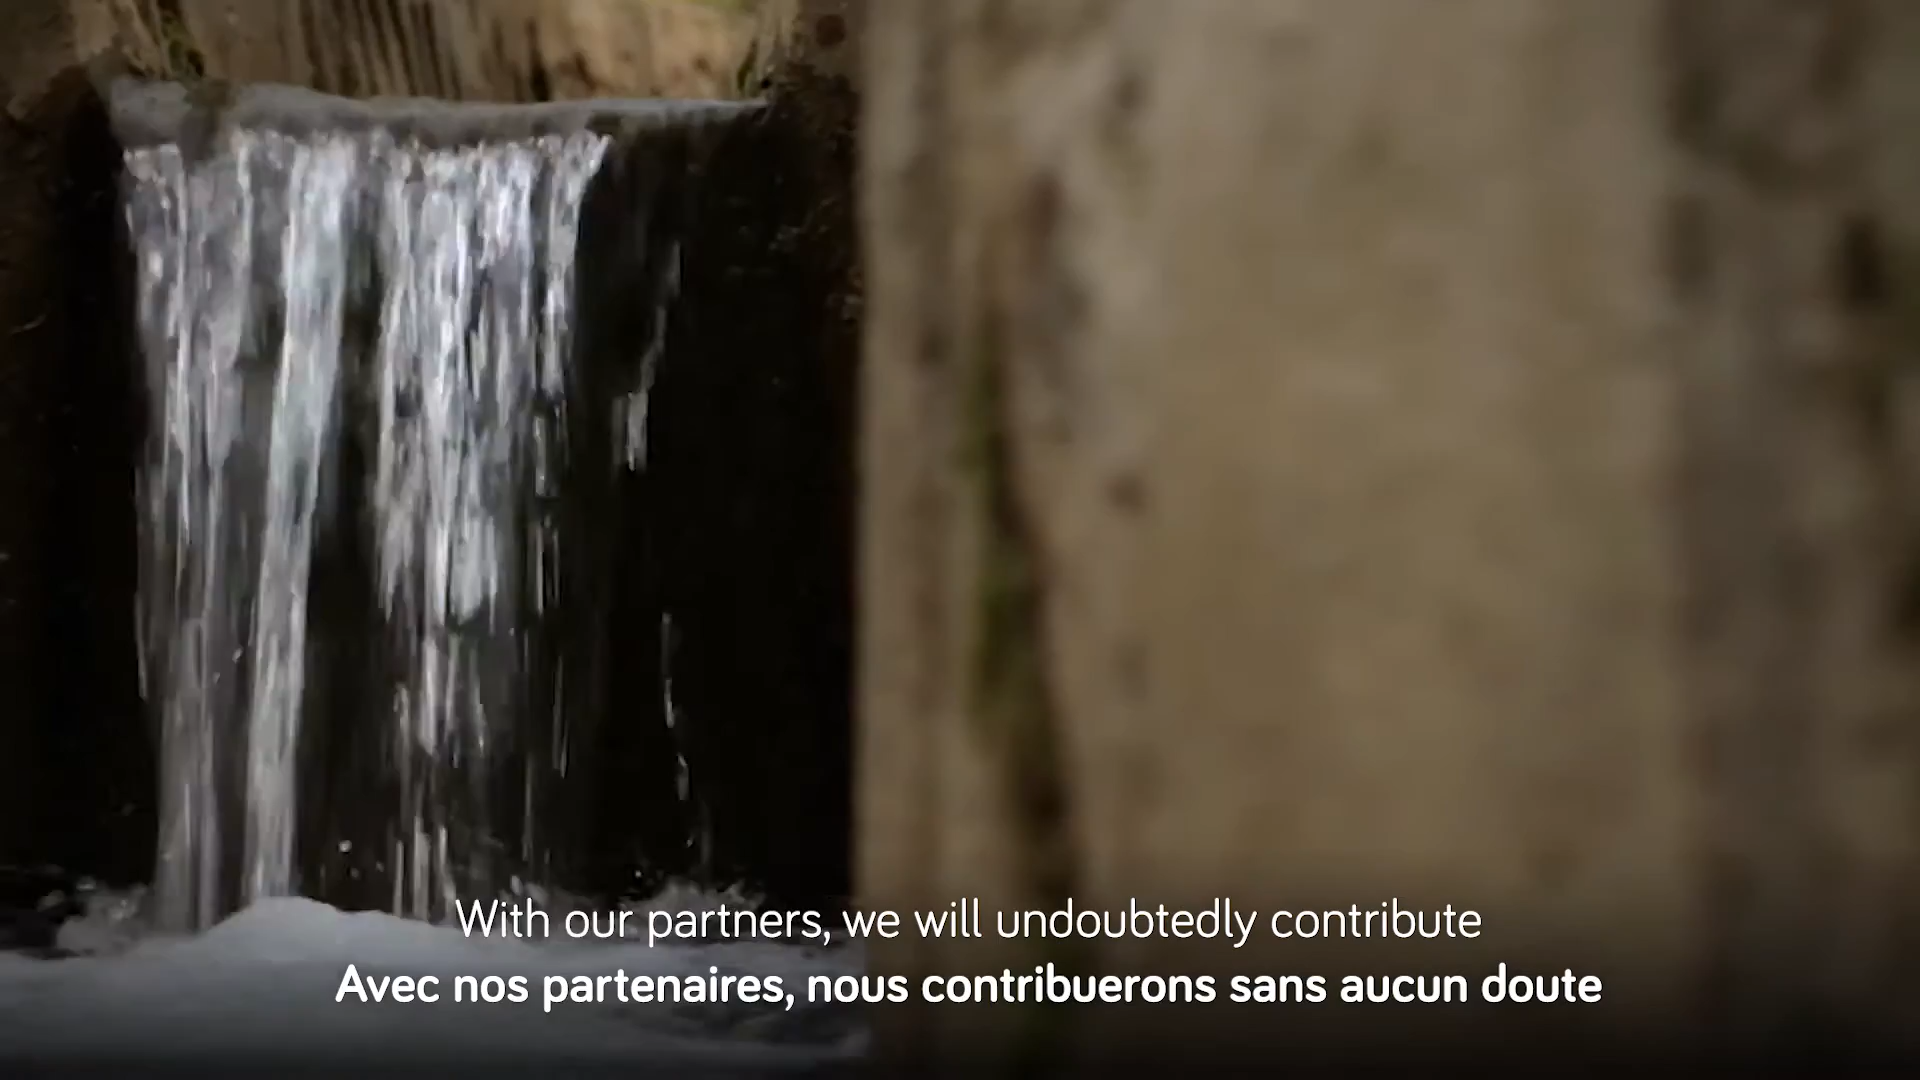 With our partners, we will undoubtedly contribute
Avec nos partenaires, nous contribuerons sans aucun doute